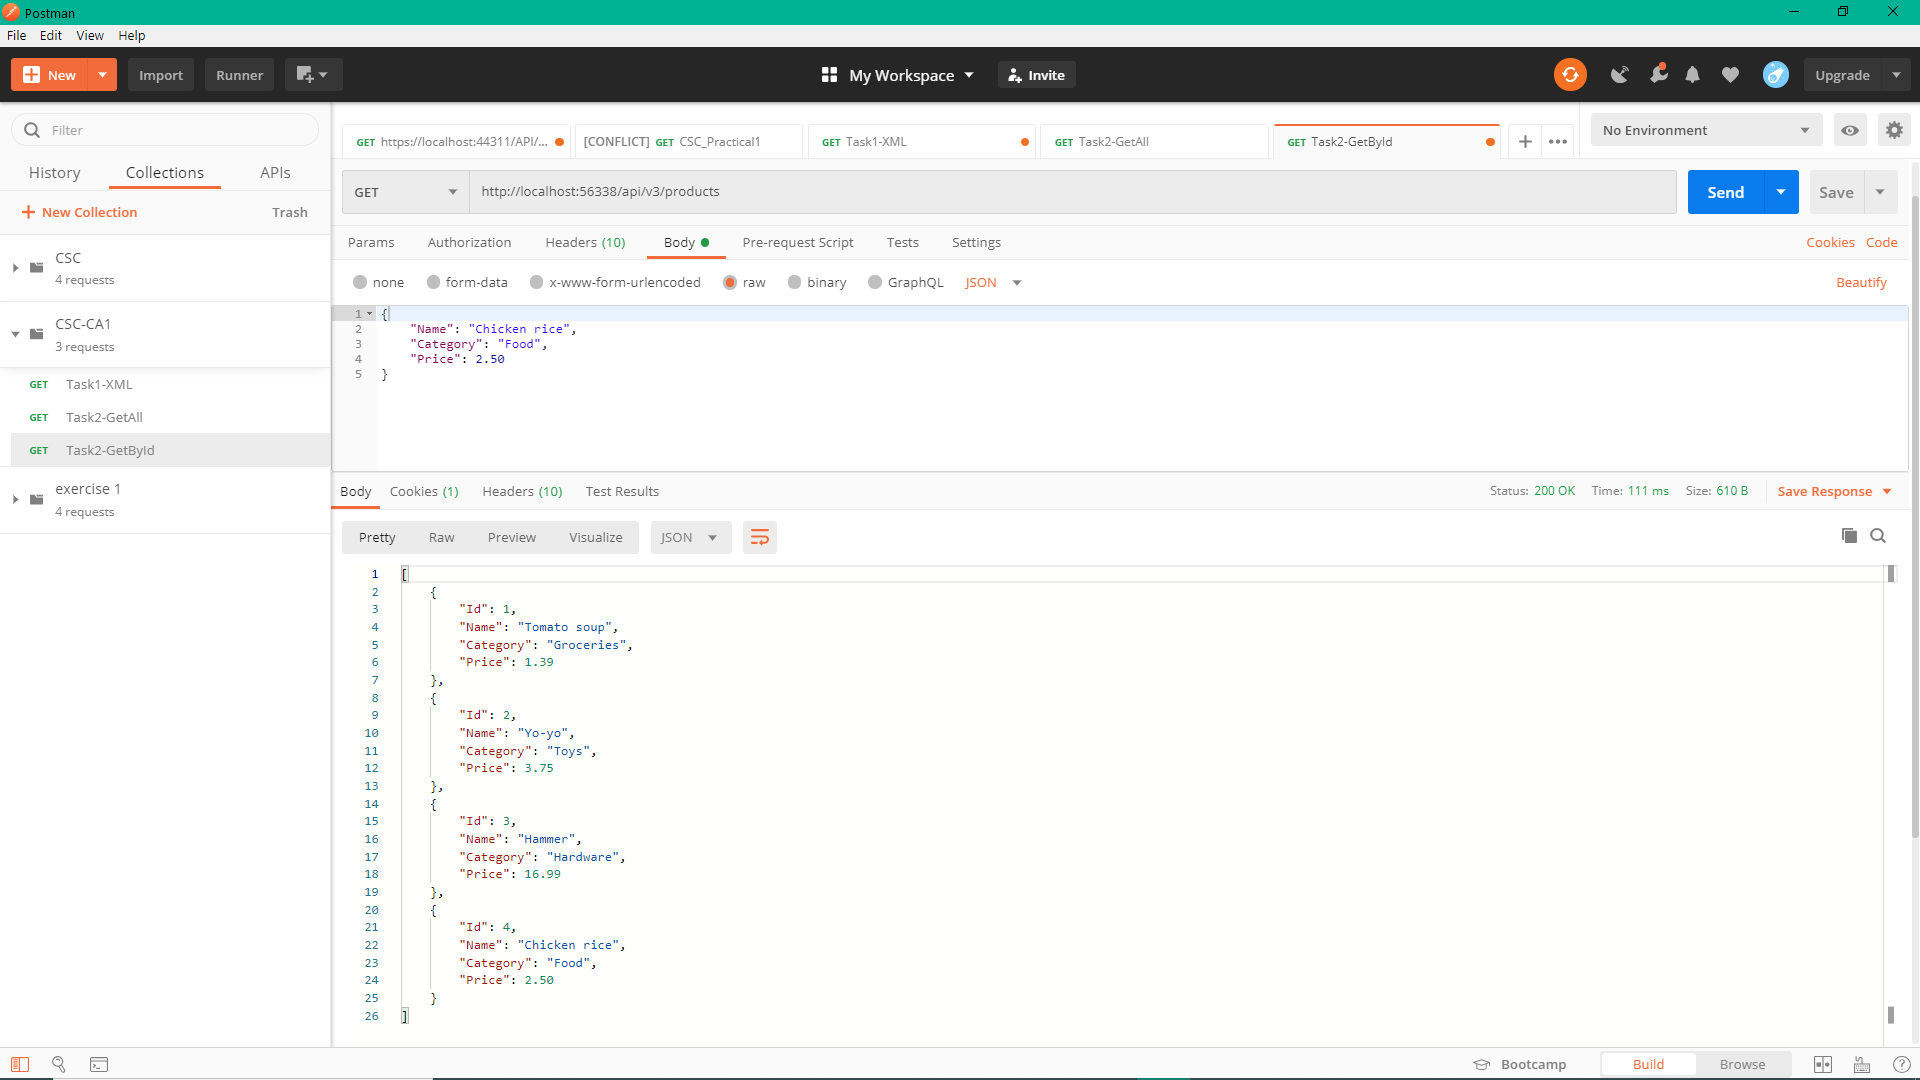 Postman
File Edit View Help
New Import Runner My Workspace Invite Upgrade
Filter
History Collections APIs
New Collection Trash
CSC
4 requests
CSC-CA1
3 requests
GET Task1-XML
GET Task2-GetAll
GET Task2-GetById
exercise 1
4 requests
GET https://localhost:44311/API/... [CONFLICT] GET CSC_Practical1 GET Task1-XML GET Task2-GetAll GET Task2-GetById No Environment
GET http://localhost:56338/api/v3/products Send Save
Params Authorization Headers (10) Body Pre-request Script Tests Settings Cookies Code
none form-data x-www-form-urlencoded raw binary GraphQL JSON Beautify
1 {
2 "Name": "Chicken rice",
3 "Category": "Food",
4 "Price": 2.50
5 }
Body Cookies (1) Headers (10) Test Results Status: 200 OK Time: 111 ms Size: 610 B Save Response
Pretty Raw Preview Visualize JSON
1 [
2 {
3 "Id": 1,
4 "Name": "Tomato soup",
5 "Category": "Groceries",
6 "Price": 1.39
7 },
8 {
9 "Id": 2,
10 "Name": "Yo-yo",
11 "Category": "Toys",
12 "Price": 3.75
13 },
14 {
15 "Id": 3,
16 "Name": "Hammer",
17 "Category": "Hardware",
18 "Price": 16.99
19 },
20 {
21 "Id": 4,
22 "Name": "Chicken rice",
23 "Category": "Food",
24 "Price": 2.50
25 }
26 ]
Bootcamp Build Browse